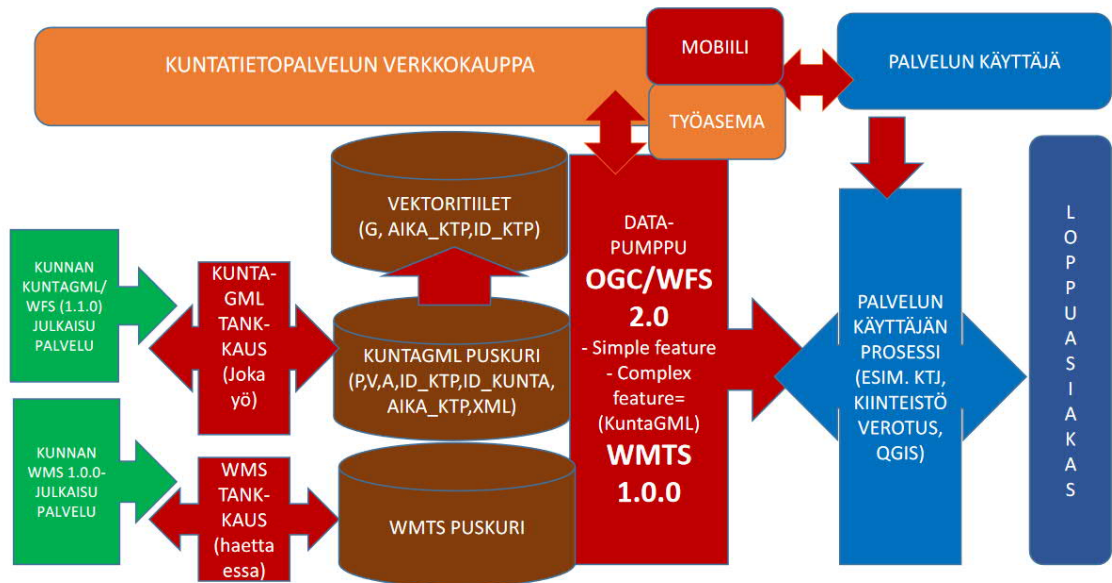 KUNTATIETOPALVELUN VERKKOKAUPPA
MOBIILI
TYÖASEMA
PALVELUN KÄYTTÄJÄ
VEKTORITIILET
(G, AIKA_KTP,ID_KTP)
KUNNAN
KUNTAGML/
WFS (1.1.0)
JULKAISU
PALVELU
KUNTA-
GML
TANK-
KAUS
(Joka
yö)
KUNTAGML PUSKURI
(P,V,A,ID_KTP,ID_KUNTA,
AIKA_KTP,XML)
KUNNAN
WMS 1.0.0-
JULKAISU
PALVELU
WMS
TANK-
KAUS
(haetta
essa)
WMTS PUSKURI
DATA-
PUMPPU
OGC/WFS
2.0
- Simple feature
- Complex
feature=
(KuntaGML)
WMTS
1.0.0
PALVELUN
KÄYTTÄJÄN
PROSESSI
(ESIM. KTJ,
KIINTEISTÖ
VEROTUS,
QGIS)
L
O
P
P
U
A
S
I
A
K
A
S